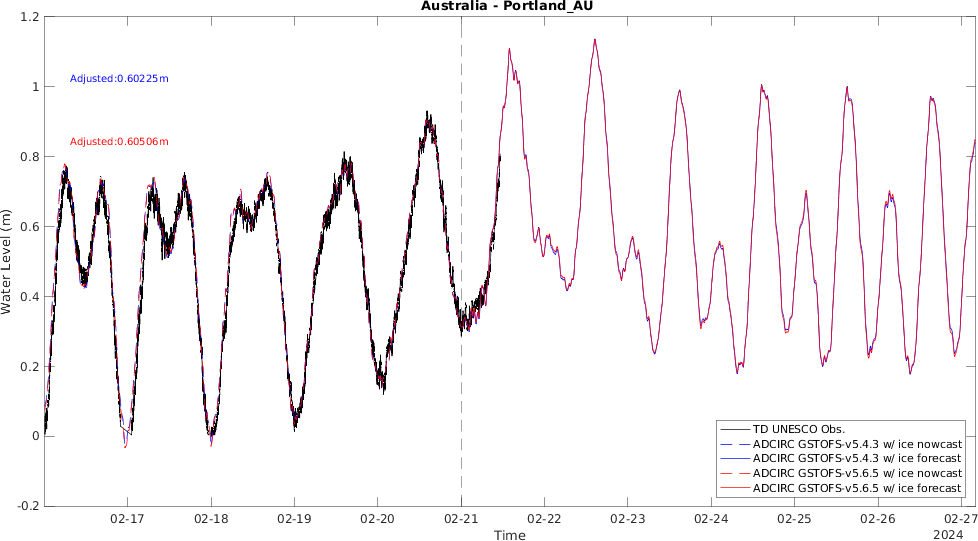 Australia - Portland_AU
1.2
1
0.8
0.6
0.4
0.2
0
-0.2
Water Level (m)
Adjusted:0.60225m
Adjusted:0.60506m
TD UNESCO Obs.
ADCIRC GSTOFS-v5.4.3 w/ ice nowcast
ADCIRC GSTOFS-v5.4.3 w/ ice forecast
ADCIRC GSTOFS-v5.6.5 w/ ice nowcast
ADCIRC GSTOFS-v5.6.5 w/ ice forecast
02-17 02-18 02-19 02-20 02-21 02-22 02-23 02-24 02-25 02-26 02-27
Time
2024